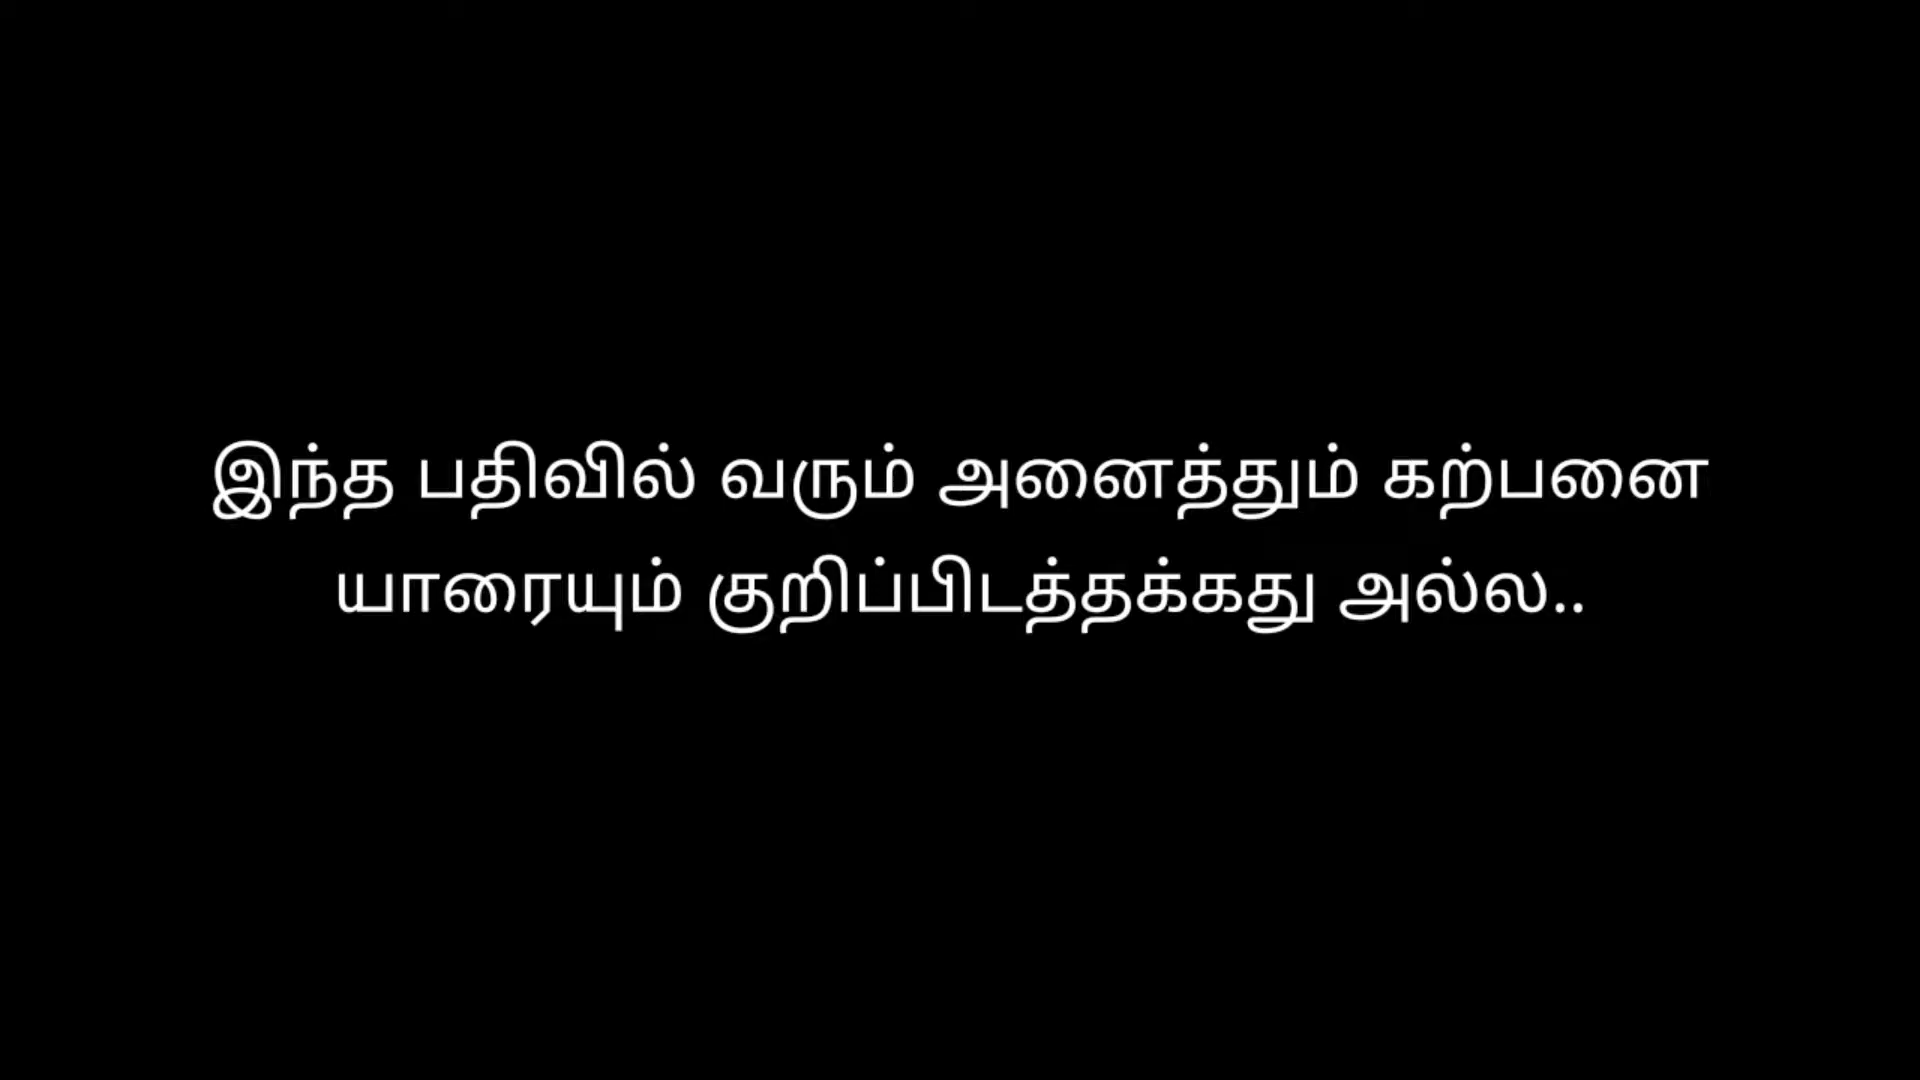 இந்த பதிவில் வரும் அனைத்தும் கற்பனை
யாரையும் குறிப்பிடத்தக்கது அல்ல..